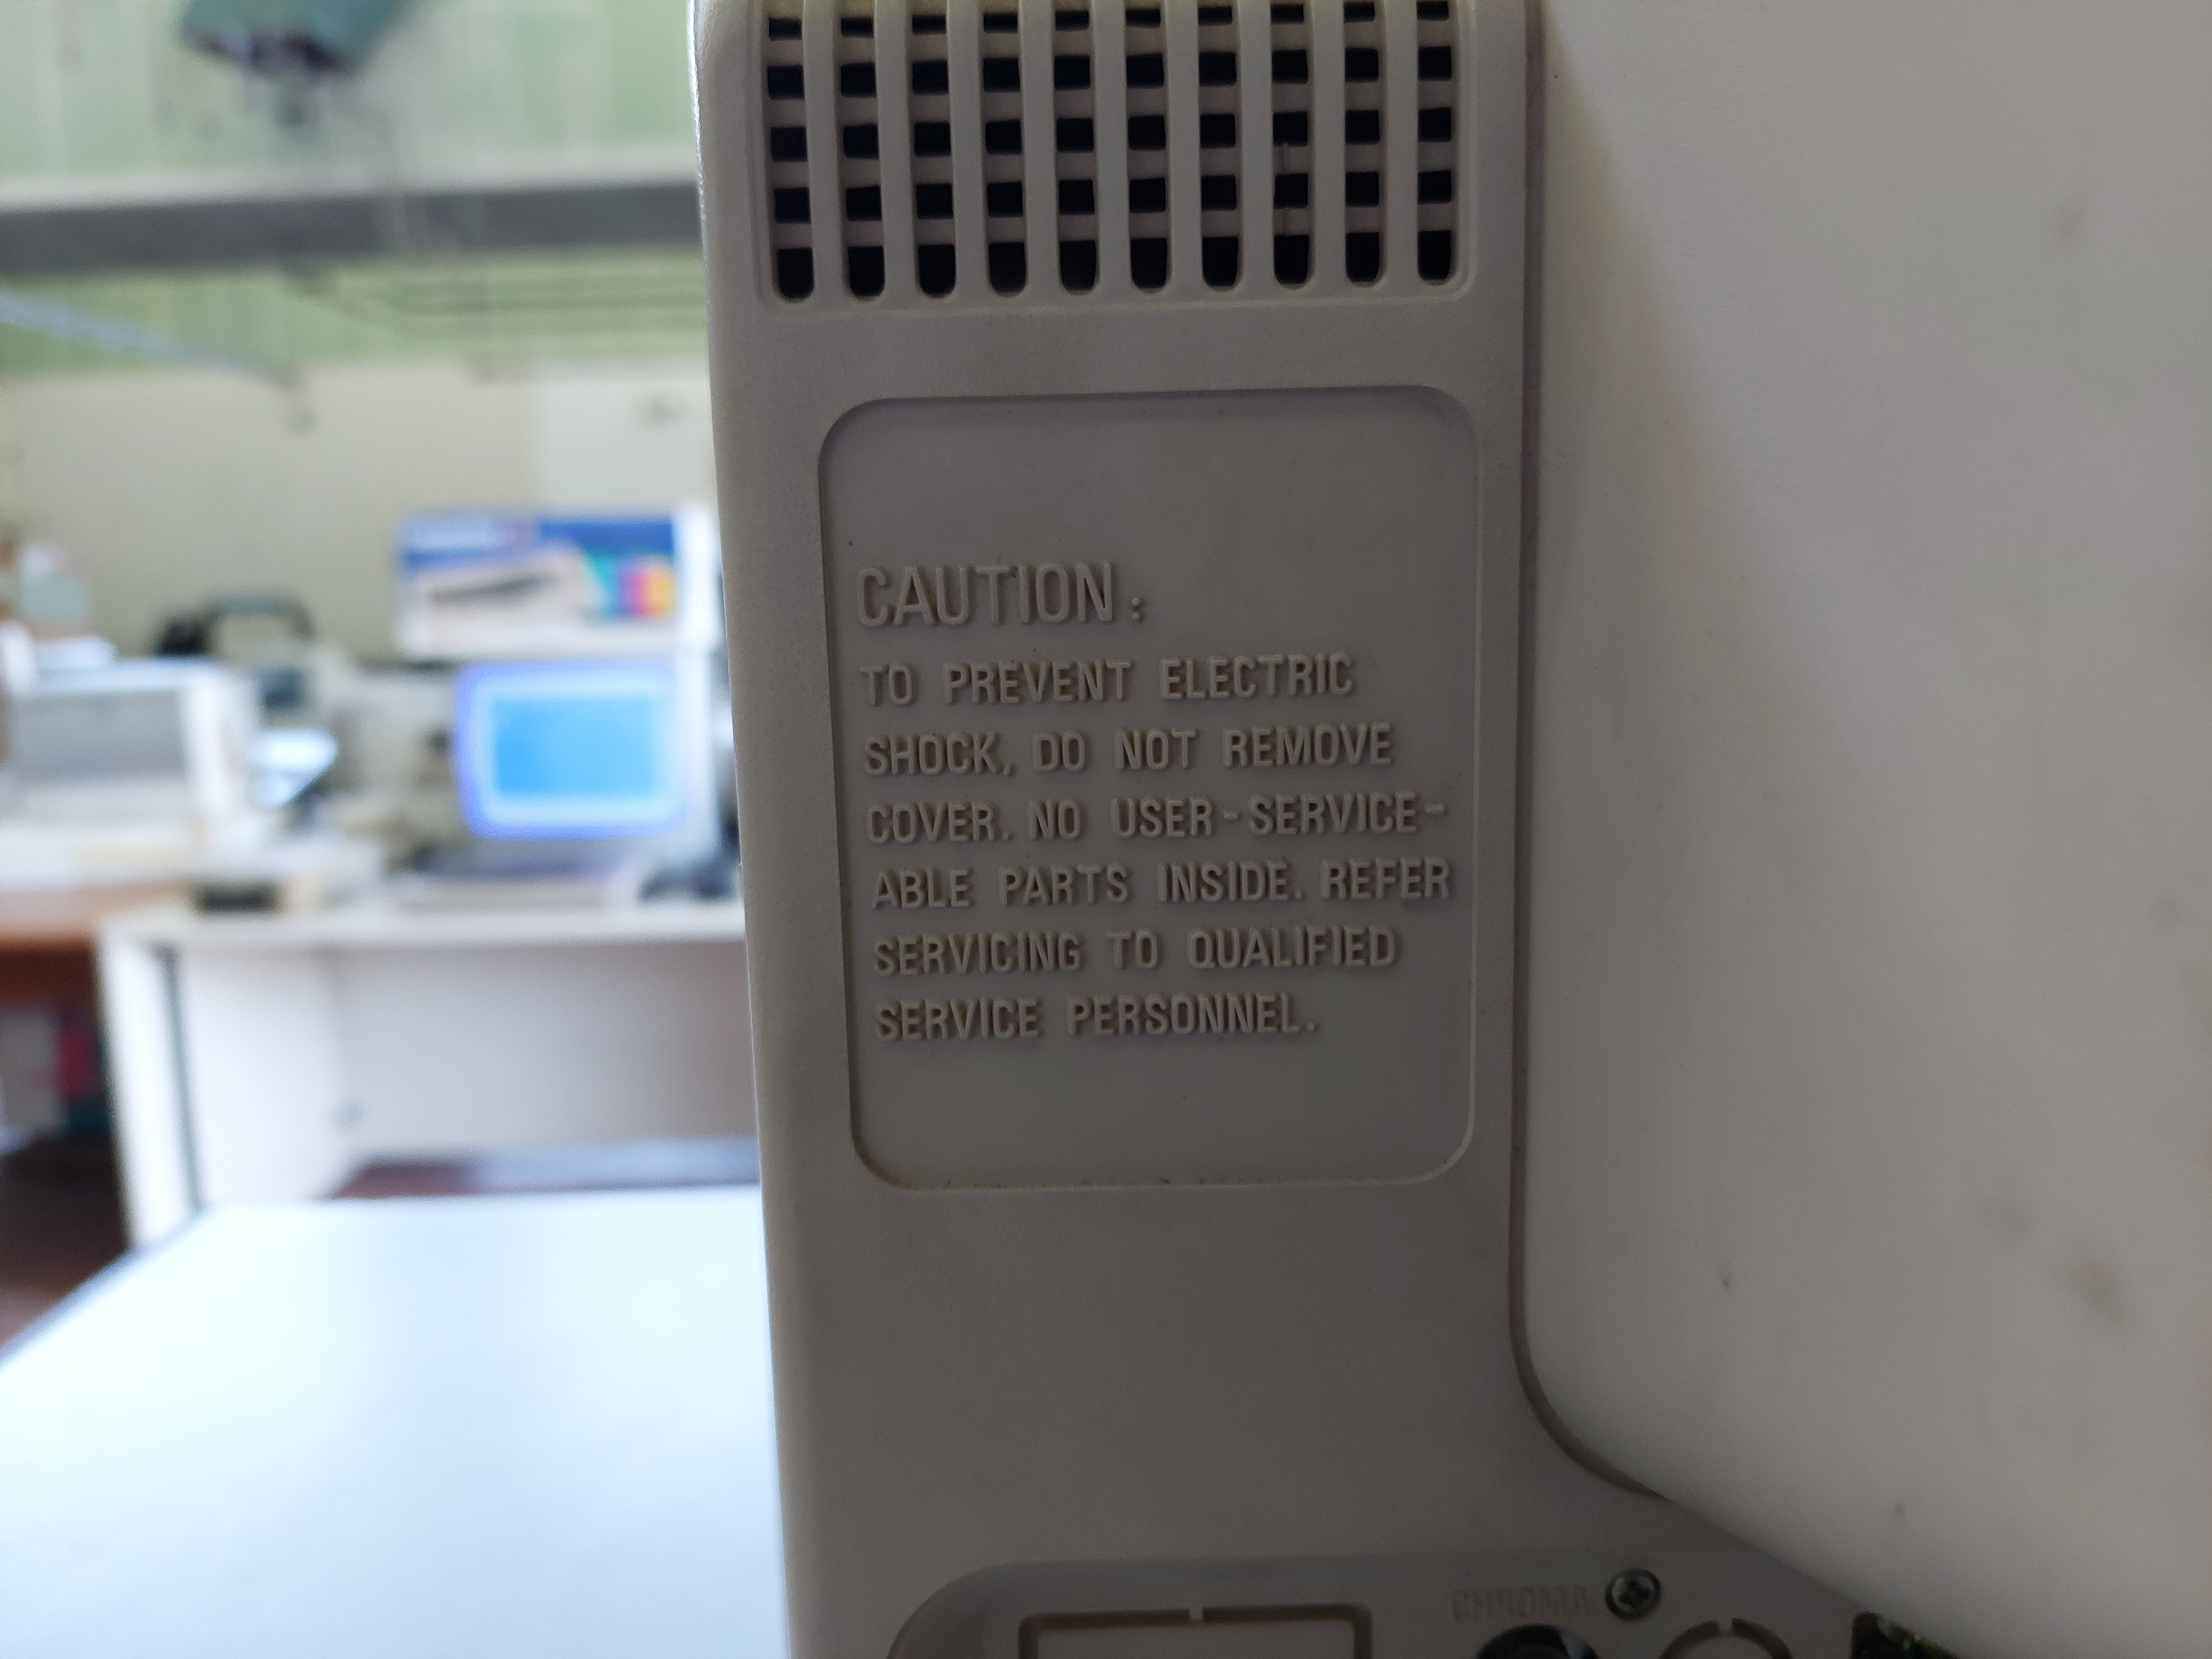 CAUTION:
TO PREVENT ELECTRIC
SHOCK, DO NOT REMOVE
COVER. NO USER-SERVICE-
ABLE PARTS INSIDE. REFER
SERVICING TO QUALIFIED
SERVICE PERSONNEL.
CHROMA